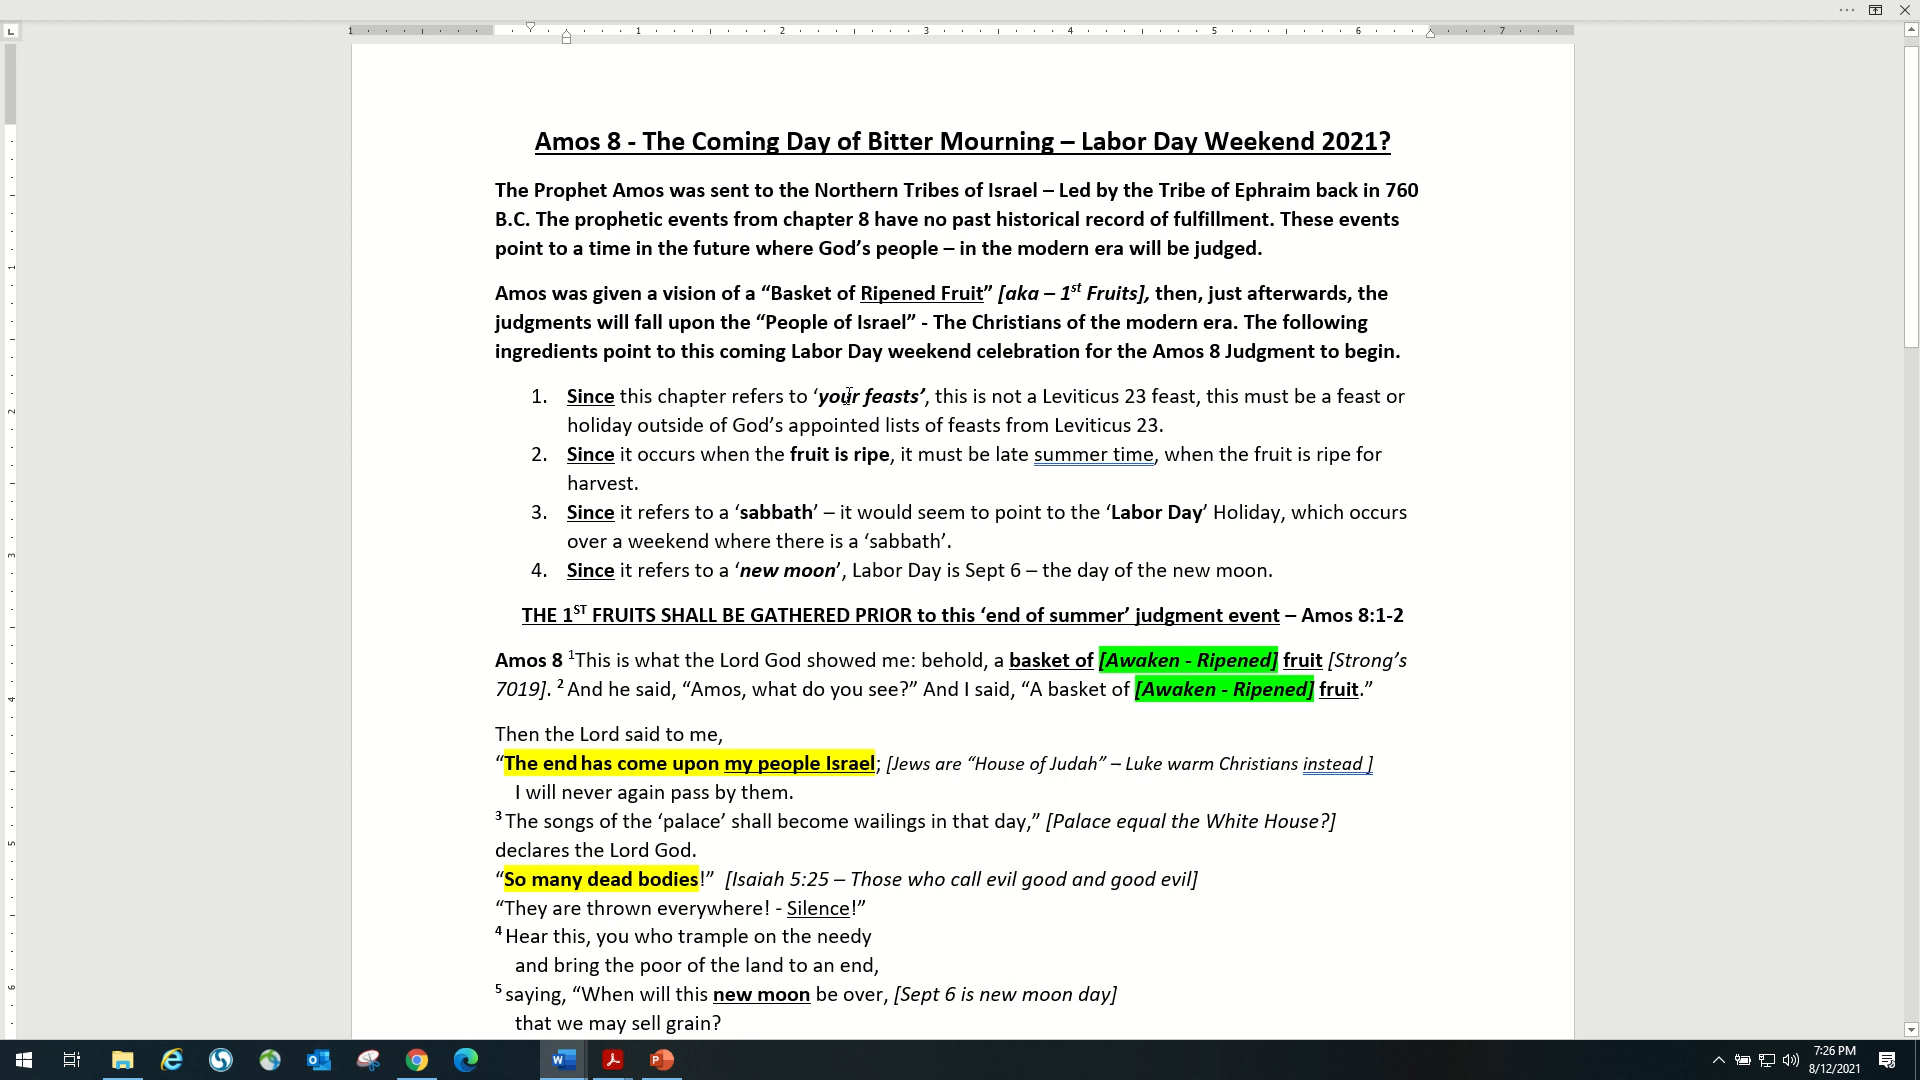 1 1 2 3 4 5 6 7
Amos 8 - The Coming Day of Bitter Mourning – Labor Day Weekend 2021?
The Prophet Amos was sent to the Northern Tribes of Israel – Led by the Tribe of Ephraim back in 760
B.C. The prophetic events from chapter 8 have no past historical record of fulfillment. These events
point to a time in the future where God’s people – in the modern era will be judged.
Amos was given a vision of a “Basket of Ripened Fruit” [aka – 1st Fruits], then, just afterwards, the
judgments will fall upon the “People of Israel” - The Christians of the modern era. The following
ingredients point to this coming Labor Day weekend celebration for the Amos 8 Judgment to begin.
1. Since this chapter refers to ‘your feasts’, this is not a Leviticus 23 feast, this must be a feast or
holiday outside of God’s appointed lists of feasts from Leviticus 23.
2. Since it occurs when the fruit is ripe, it must be late summer time, when the fruit is ripe for
harvest.
3. Since it refers to a ‘sabbath’ – it would seem to point to the ‘Labor Day’ Holiday, which occurs
over a weekend where there is a ‘sabbath’.
4. Since it refers to a ‘new moon’, Labor Day is Sept 6 – the day of the new moon.
THE 1ST FRUITS SHALL BE GATHERED PRIOR to this ‘end of summer’ judgment event – Amos 8:1-2
Amos 8 1This is what the Lord God showed me: behold, a basket of [Awaken - Ripened] fruit [Strong’s
7019]. 2 And he said, “Amos, what do you see?” And I said, “A basket of [Awaken - Ripened] fruit.”
Then the Lord said to me,
“The end has come upon my people Israel; [Jews are “House of Judah” – Luke warm Christians instead ]
I will never again pass by them.
3 The songs of the ‘palace’ shall become wailings in that day,” [Palace equal the White House?]
declares the Lord God.
“So many dead bodies!” [Isaiah 5:25 – Those who call evil good and good evil]
“They are thrown everywhere! - Silence!”
4 Hear this, you who trample on the needy
and bring the poor of the land to an end,
5 saying, “When will this new moon be over, [Sept 6 is new moon day]
that we may sell grain?
1
2
3
4
5
6
7:26 PM
8/12/2021